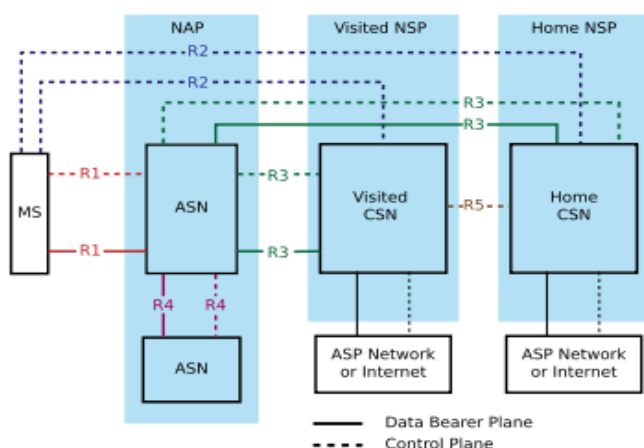 NAP
Visited NSP
Home NSP
R2
R2
R3
R3
R1
R3
MS
ASN
Visited
CSN
R5
Home
CSN
R1
R3
R4
R4
ASN
ASP Network
or Internet
ASP Network
or Internet
Data Bearer Plane
Control Plane